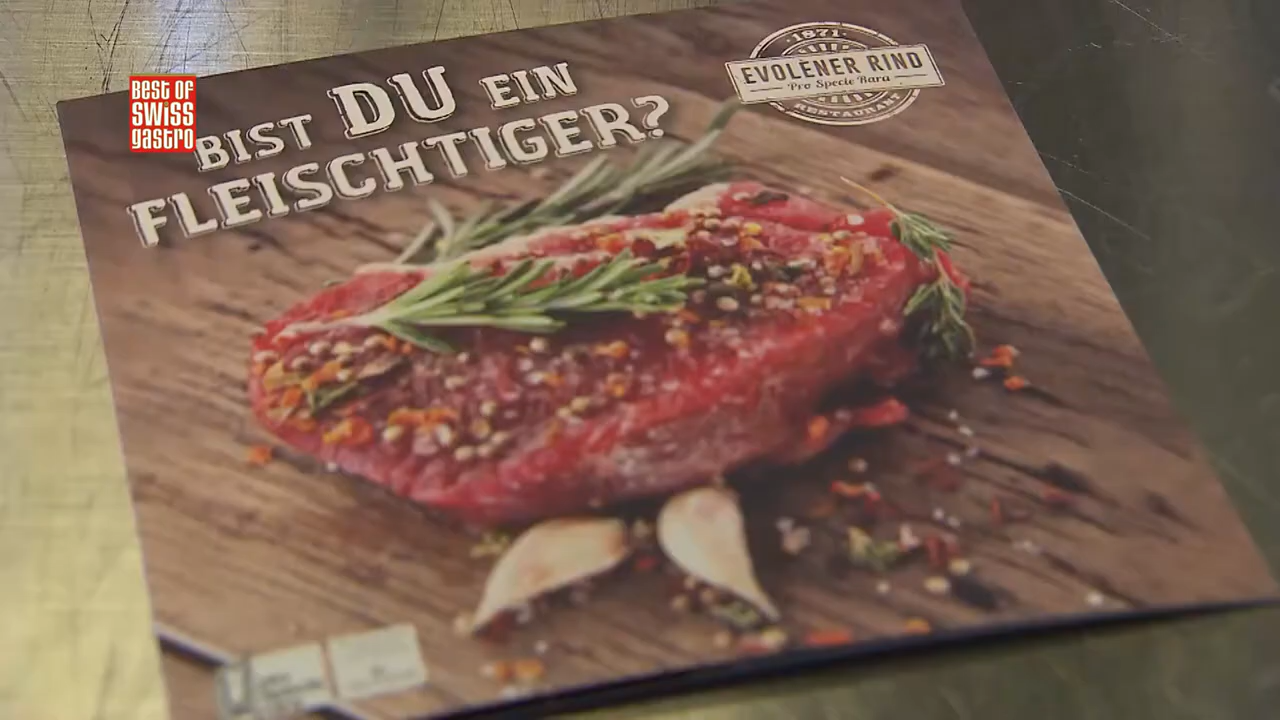 BEST OF
SWiSS
gastro
BIST DU EIN
FLEISCHTIGER?
1871
EVOLENER RIND
Pro Specie Rara
RESTAURANT